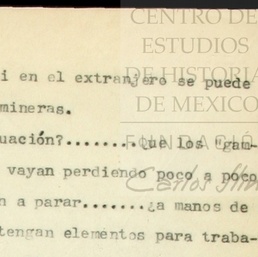 CENTRO DE
ESTUDIOS
DE HISTORIA
DE MEXICO
FUNDACIÓ
Carlos Slim
i en el extranjero se puede
mineras.
uación?........que los "gam-
vayan perdiendo poco a poco
n a parar.......¿a manos de
tengan elementos para traba-